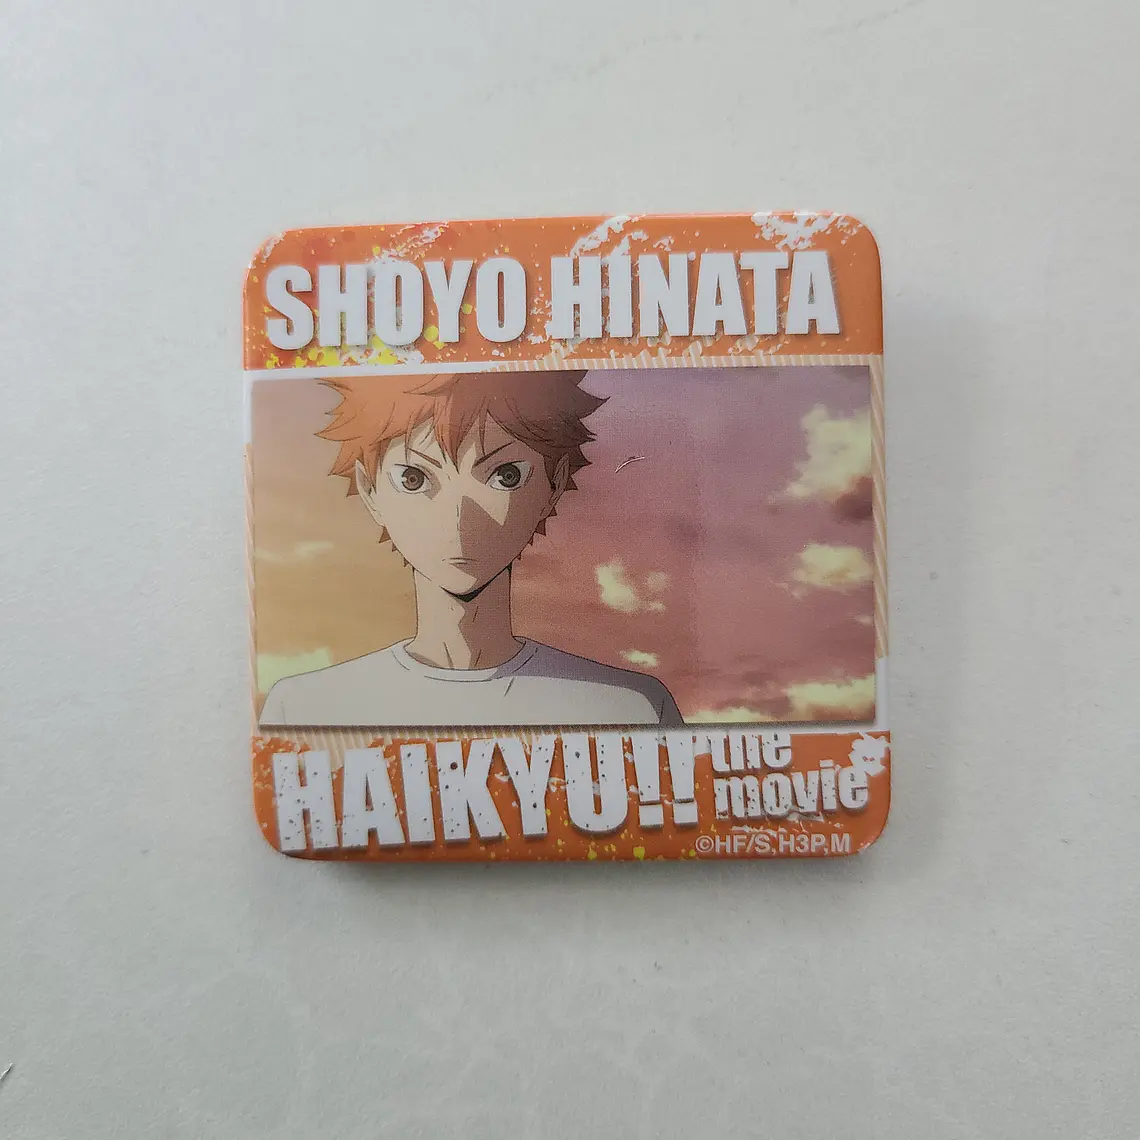 SHOYO HINATA
HAIKYU!! the movie
©HF/S,H3P,M